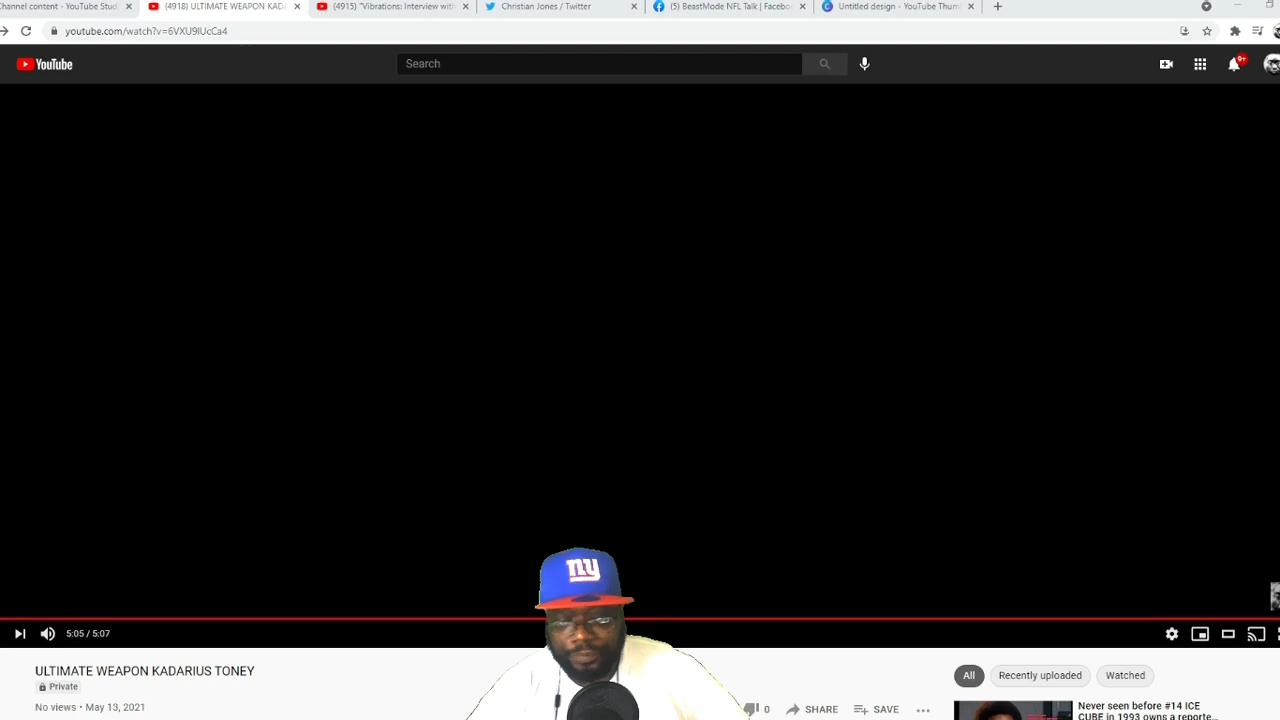 Channel content - YouTube Stud
(4918) ULTIMATE WEAPON KADA
(4915) "Vibrations: Interview with
Christian Jones / Twitter
(5) BeastMode NFL Talk | Facebo
Untitled design - YouTube Thum
youtube.com/watch?v=6VXU9lUcCa4
YouTube
Search
9+
ny
5:05 / 5:07
ULTIMATE WEAPON KADARIUS TONEY
Private
No views • May 13, 2021
0
SHARE
SAVE
All
Recently uploaded
Watched
Never seen before #14 ICE
CUBE in 1993 owns a reporte...